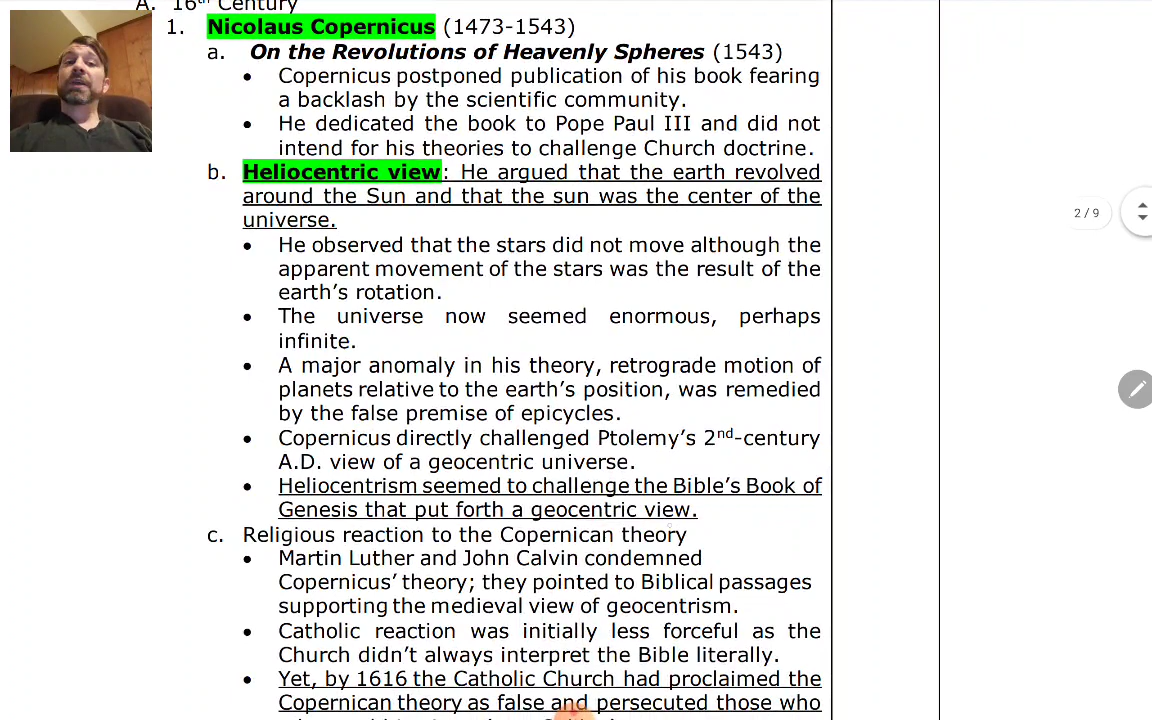 A. 16th Century
1. Nicolaus Copernicus (1473-1543)
a. On the Revolutions of Heavenly Spheres (1543)
• Copernicus postponed publication of his book fearing
a backlash by the scientific community.
• He dedicated the book to Pope Paul III and did not
intend for his theories to challenge Church doctrine.
b. Heliocentric view: He argued that the earth revolved
around the Sun and that the sun was the center of the
universe.
• He observed that the stars did not move although the
apparent movement of the stars was the result of the
earth's rotation.
• The universe now seemed enormous, perhaps
infinite.
• A major anomaly in his theory, retrograde motion of
planets relative to the earth's position, was remedied
by the false premise of epicycles.
• Copernicus directly challenged Ptolemy's 2nd-century
A.D. view of a geocentric universe.
• Heliocentrism seemed to challenge the Bible's Book of
Genesis that put forth a geocentric view.
c. Religious reaction to the Copernican theory
• Martin Luther and John Calvin condemned
Copernicus' theory; they pointed to Biblical passages
supporting the medieval view of geocentrism.
• Catholic reaction was initially less forceful as the
Church didn't always interpret the Bible literally.
• Yet, by 1616 the Catholic Church had proclaimed the
Copernican theory as false and persecuted those who
2 / 9